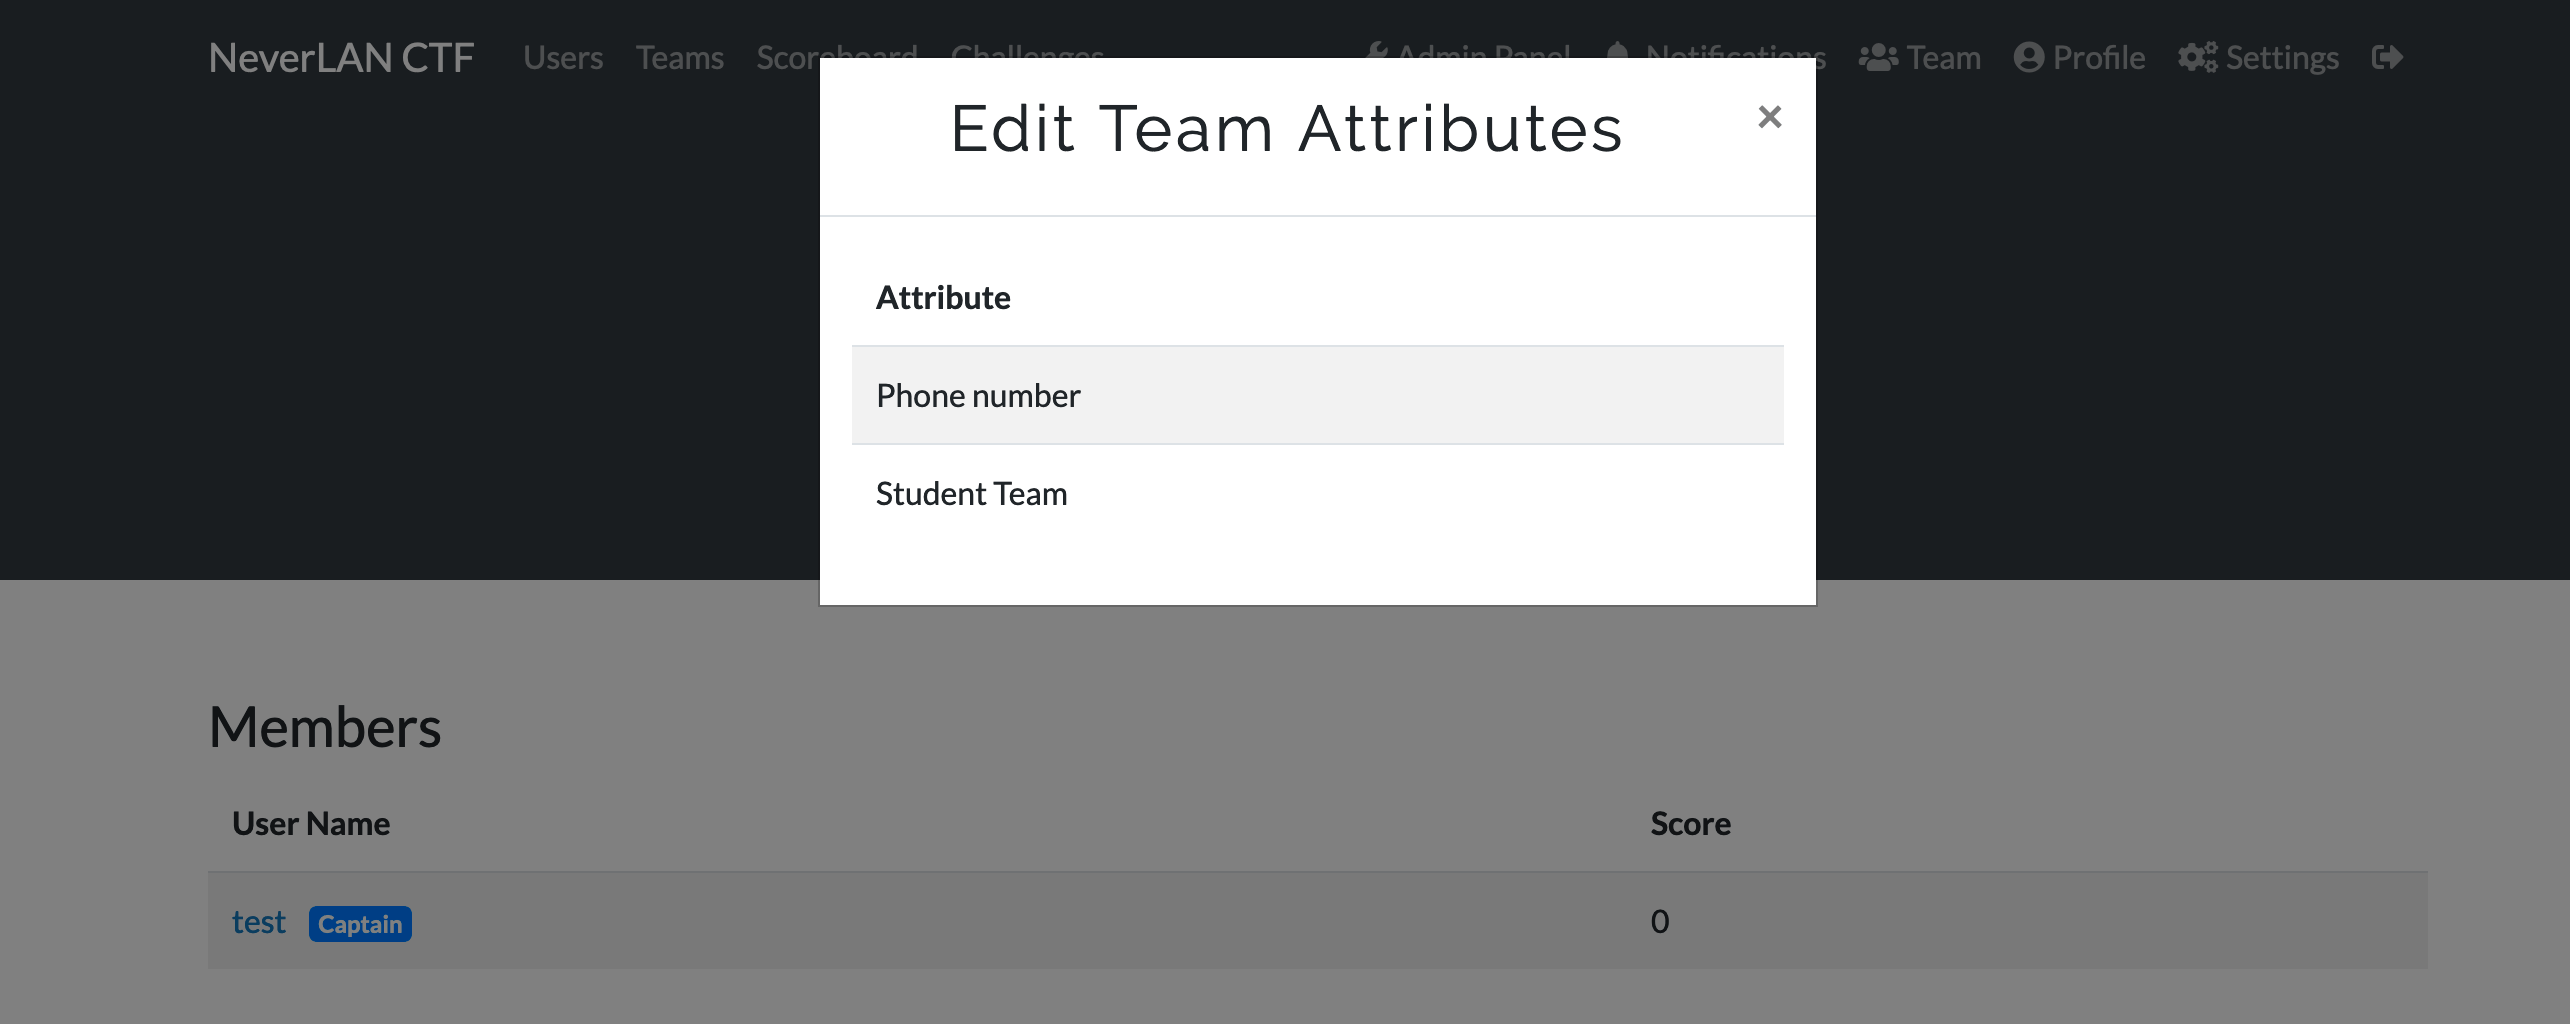 NeverLAN CTF Users Teams Scoreboard Challenges Admin Panel Notifications Team Profile Settings
Edit Team Attributes ×
Attribute
Phone number
Student Team
Members
User Name Score
test Captain 0